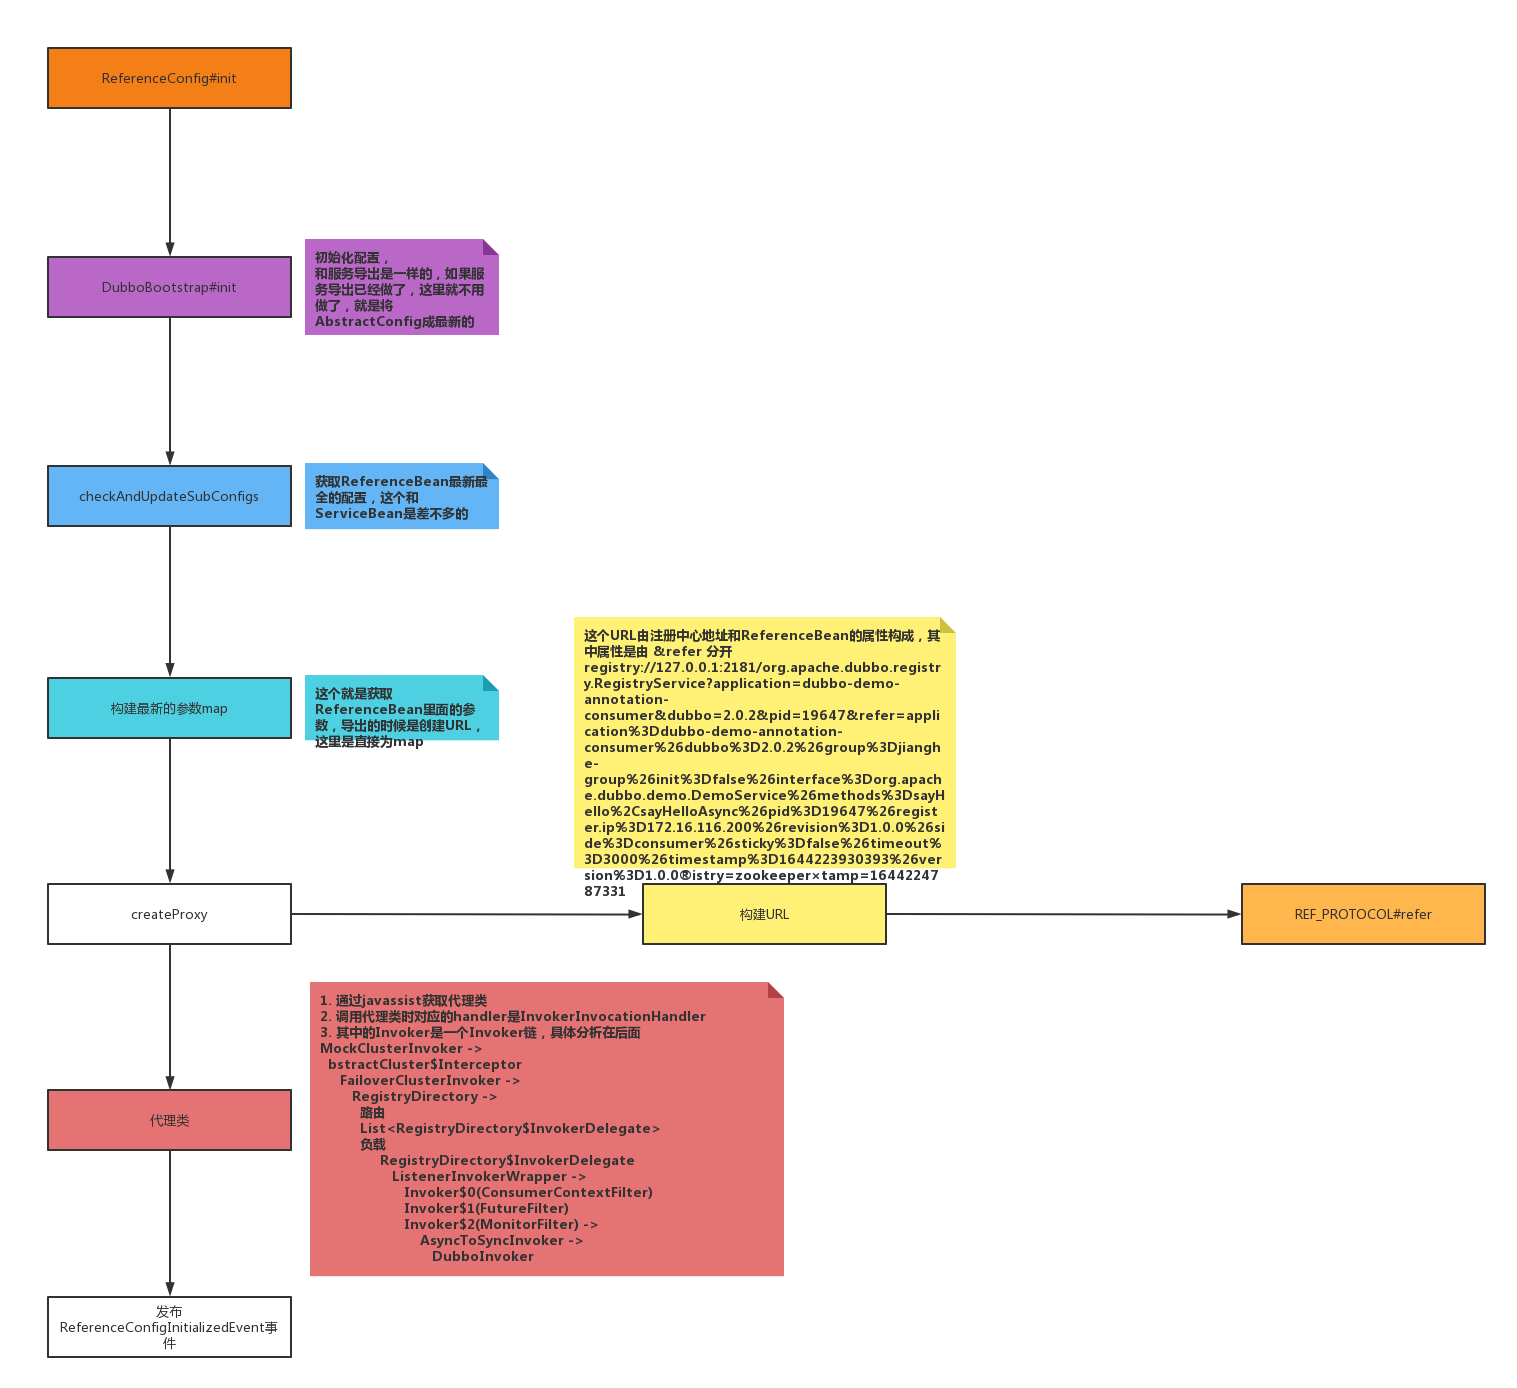 ReferenceConfig#init
DubboBootstrap#init
初始化配置，
和服务导出是一样的，如果服
务导出已经做了，这里就不用
做了，就是将
AbstractConfig成最新的
checkAndUpdateSubConfigs
获取ReferenceBean最新最
全的配置，这个和
ServiceBean是差不多的
构建最新的参数map
这个就是获取
ReferenceBean里面的参
数，导出的时候是创建URL，
这里是直接为map
这个URL由注册中心地址和ReferenceBean的属性构成，其
中属性是由 &refer 分开
registry://127.0.0.1:2181/org.apache.dubbo.registr
y.RegistryService?application=dubbo-demo-
annotation-
consumer&dubbo=2.0.2&pid=19647&refer=appli
cation%3Ddubbo-demo-annotation-
consumer%26dubbo%3D2.0.2%26group%3Djiangh
e-
group%26init%3Dfalse%26interface%3Dorg.apach
e.dubbo.demo.DemoService%26methods%3DsayH
ello%2CsayHelloAsync%26pid%3D19647%26regist
er.ip%3D172.16.116.200%26revision%3D1.0.0%26si
de%3Dconsumer%26sticky%3Dfalse%26timeout%
3D3000%26timestamp%3D1644223930393%26ver
sion%3D1.0.0®istry=zookeeper×tamp=16442247
87331
createProxy
构建URL
REF_PROTOCOL#refer
1. 通过javassist获取代理类
2. 调用代理类时对应的handler是InvokerInvocationHandler
3. 其中的Invoker是一个Invoker链，具体分析在后面
MockClusterInvoker ->
bstractCluster$Interceptor
FailoverClusterInvoker ->
RegistryDirectory ->
路由
List<RegistryDirectory$InvokerDelegate>
负载
RegistryDirectory$InvokerDelegate
ListenerInvokerWrapper ->
Invoker$0(ConsumerContextFilter)
Invoker$1(FutureFilter)
Invoker$2(MonitorFilter) ->
AsyncToSyncInvoker ->
DubboInvoker
代理类
发布
ReferenceConfigInitializedEvent事
件